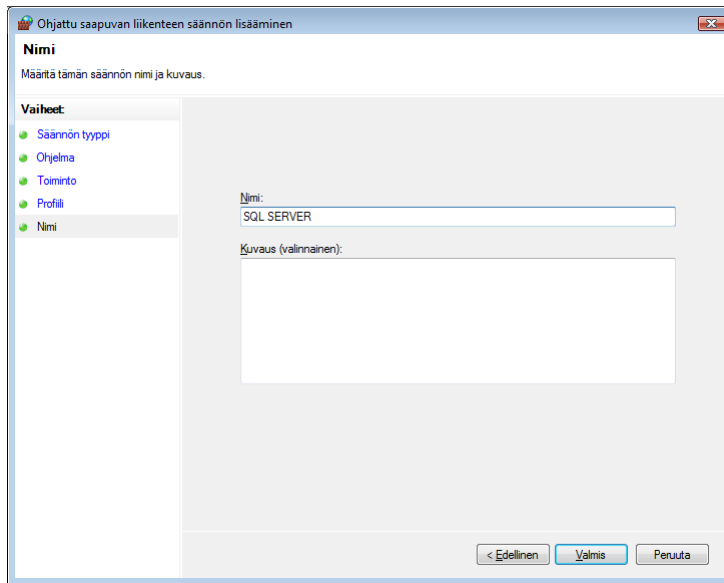 Ohjattu saapuvan liikenteen säännön lisääminen
Nimi
Määritä tämän säännön nimi ja kuvaus.
Vaiheet:
Säännön tyyppi
Ohjelma
Toiminto
Profiili
Nimi
Nimi:
SQL SERVER
Kuvaus (valinnainen):
< Edellinen
Valmis
Peruuta